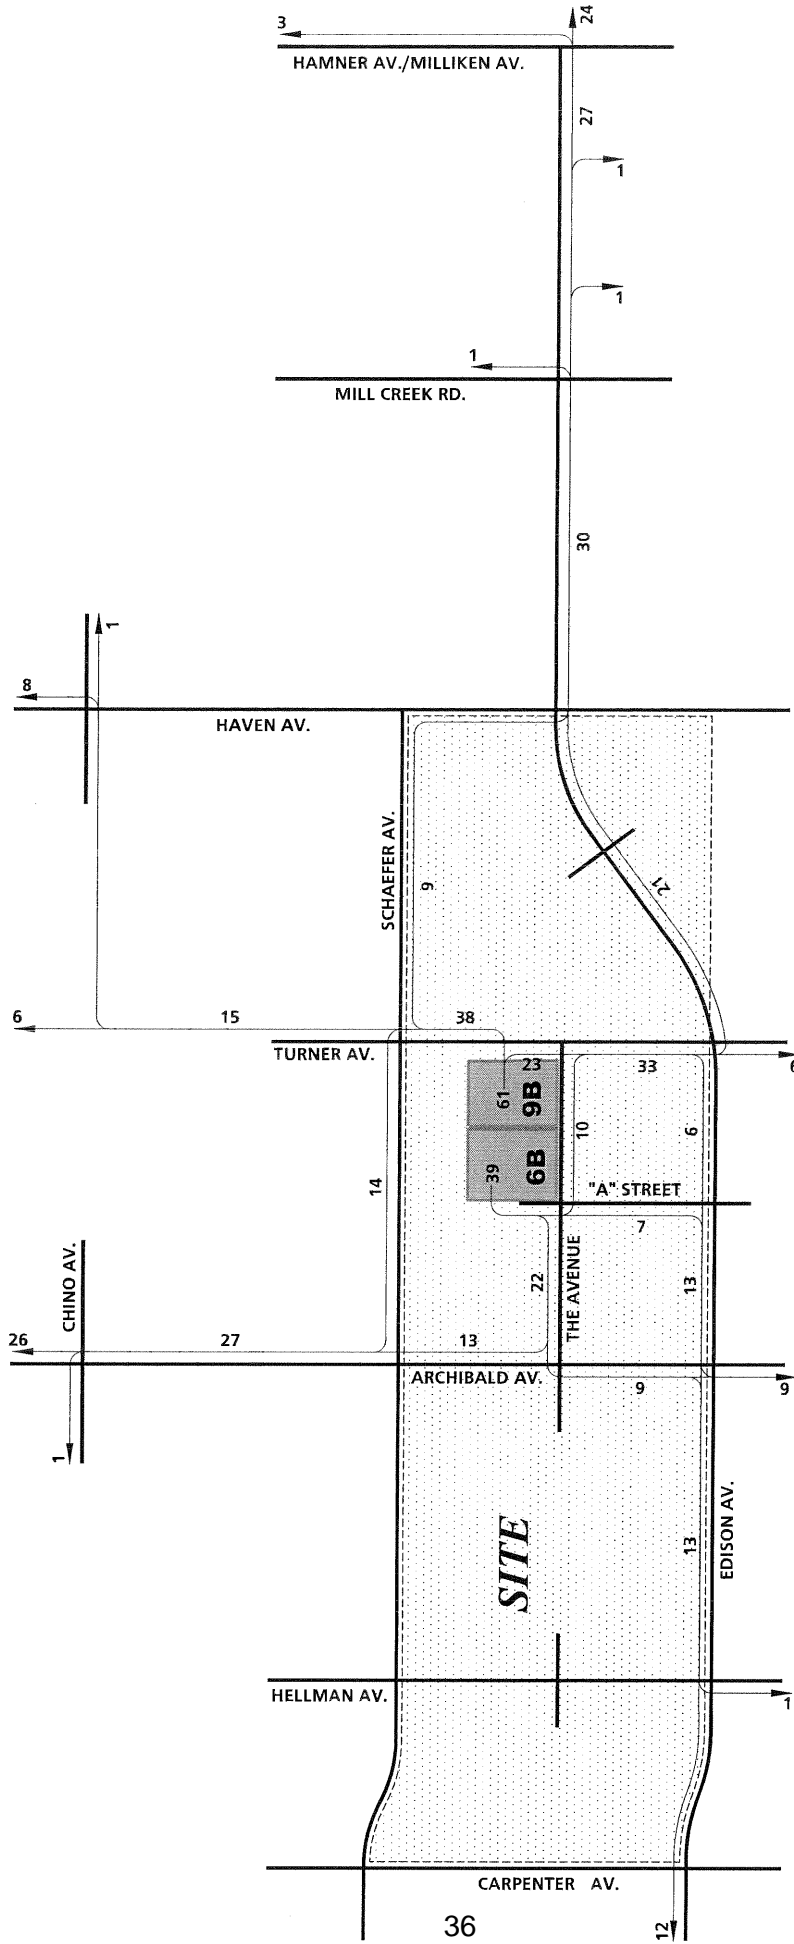 3
24
HAMNER AV./MILLIKEN AV.
27
1
1
1
MILL CREEK RD.
30
1
8
HAVEN AV.
SCHAEFER AV.
9
21
6
15
38
TURNER AV.
23
33
6
61
9B
10
6
39
6B
"A" STREET
14
7
CHINO AV.
22
THE AVENUE
13
26
27
13
ARCHIBALD AV.
9
9
1
SITE
13
EDISON AV.
HELLMAN AV.
1
CARPENTER AV.
12
36